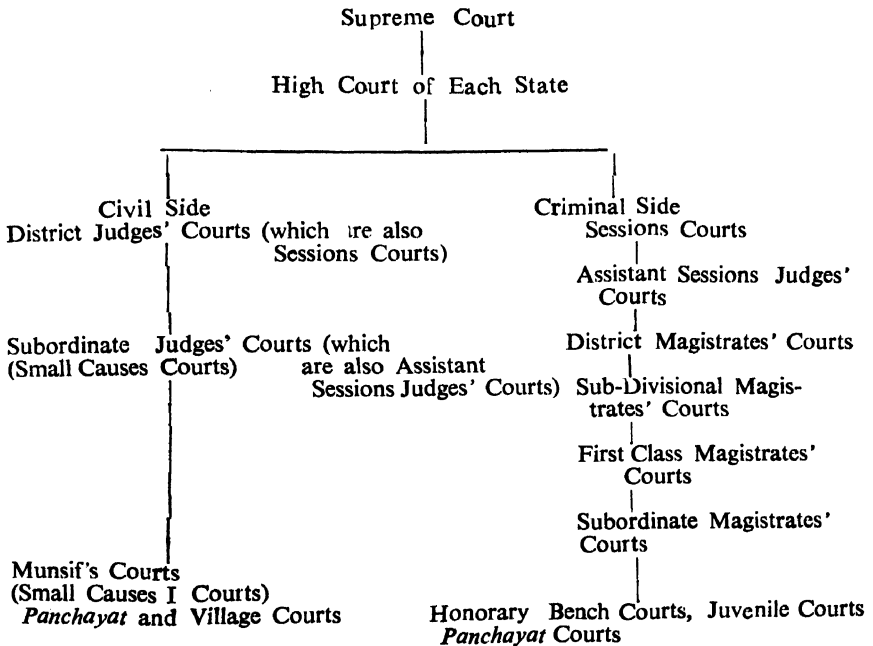 Supreme Court
High Court of Each State
Civil Side
District Judges' Courts (which are also
Sessions Courts)
Subordinate Judges' Courts (which
(Small Causes Courts) are also Assistant
Sessions Judges' Courts)
Munsif's Courts
(Small Causes I Courts)
Panchayat and Village Courts
Criminal Side
Sessions Courts
Assistant Sessions Judges'
Courts
District Magistrates' Courts
Sub-Divisional Magis-
trates' Courts
First Class Magistrates'
Courts
Subordinate Magistrates'
Courts
Honorary Bench Courts, Juvenile Courts
Panchayat Courts